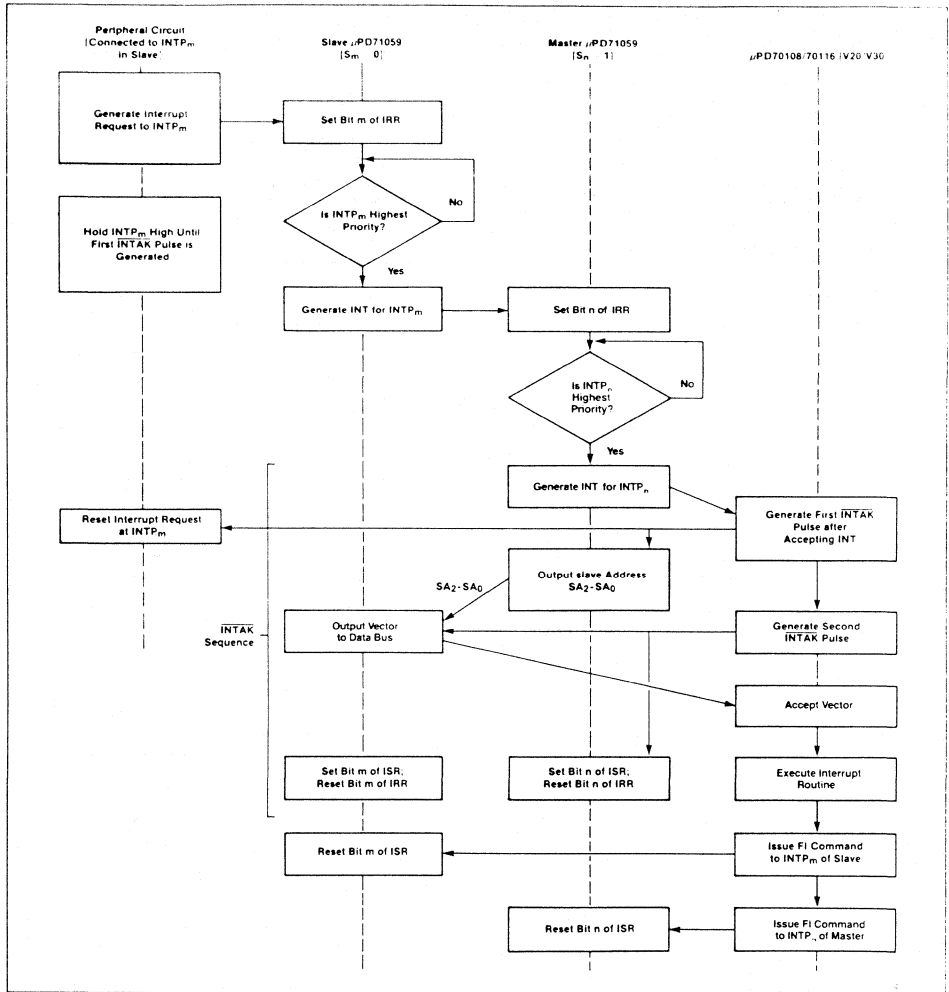 Peripheral Circuit
[Connected to INTPm
in Slave]
Slave μPD71059
[Sm 0]
Master μPD71059
[Sn 1]
μPD70108/70116 [V20 V30
Generate Interrupt
Request to INTPm
Set Bit m of IRR
No
Is INTPm Highest
Priority?
Hold INTPm High Until
First INTAK Pulse is
Generated
Yes
Generate INT for INTPm
Set Bit n of IRR
Is INTPn
Highest
Priority?
No
Yes
Generate INT for INTPn
Reset Interrupt Request
at INTPm
Generate First INTAK
Pulse after
Accepting INT
Output slave Address
SA2-SA0
SA2-SA0
INTAK
Sequence
Output Vector
to Data Bus
Generate Second
INTAK Pulse
Accept Vector
Set Bit m of ISR;
Reset Bit m of IRR
Set Bit n of ISR;
Reset Bit n of IRR
Execute Interrupt
Routine
Reset Bit m of ISR
Issue FI Command
to INTPm of Slave
Reset Bit n of ISR
Issue FI Command
to INTPn of Master